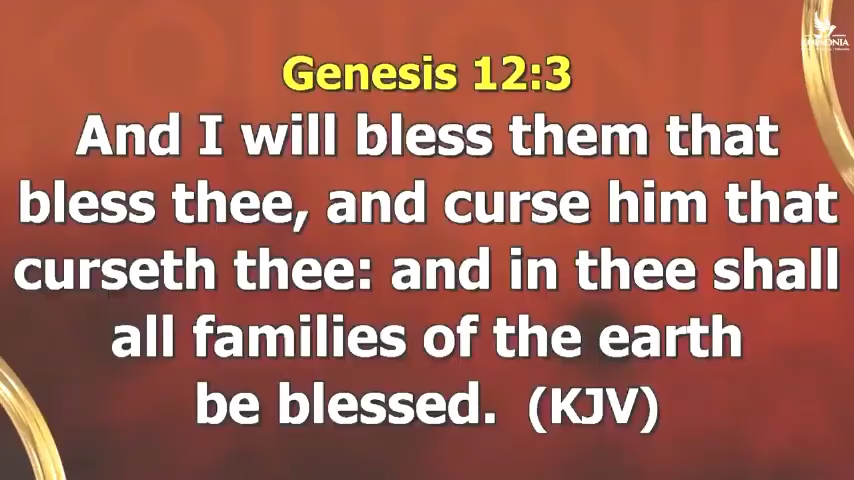 KOINONIA
Genesis 12:3
And I will bless them that
bless thee, and curse him that
curseth thee: and in thee shall
all families of the earth
be blessed. (KJV)